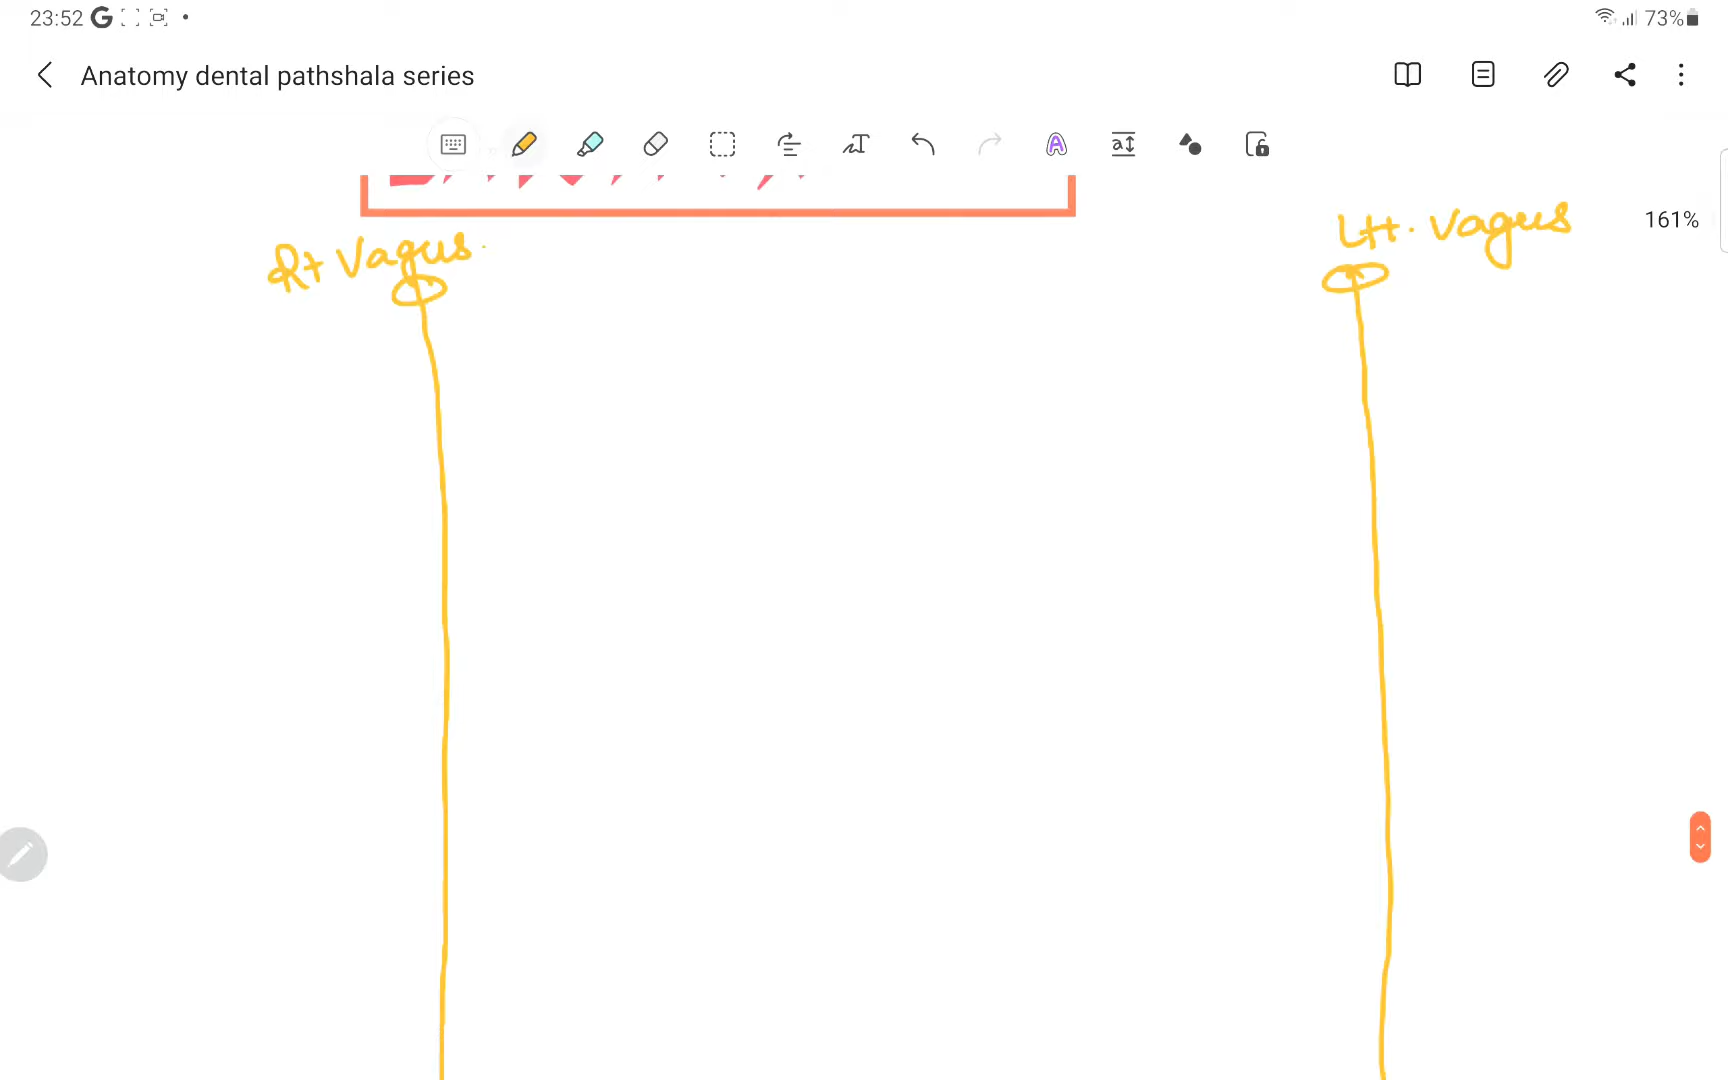 23:52 G 73%
Anatomy dental pathshala series
161%
Rt Vagus.
Lt. Vagus